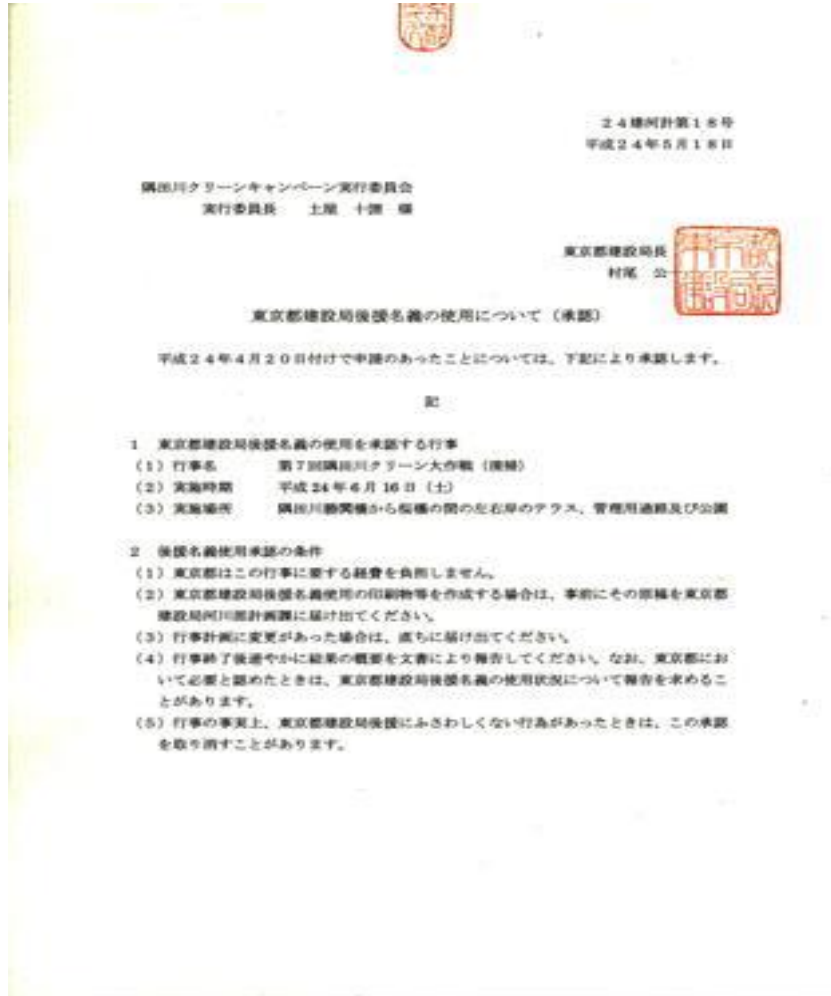 24建河計第18号
平成24年5月18日
隅田川クリーンキャンペーン実行委員会
実行委員長 土屋 十 様
東京都建設局長
村尾 公一
東京都建設局後援名義の使用について(承認)
平成24年4月20日付けで申請のあったことについては、下記により承認します。
記
1 東京都建設局後援名義の使用を承認する行事
(1)行事名 第7回隅田川クリーン大作戦(清掃)
(2)実施時期 平成24年6月16日(土)
(3)実施場所 隅田川勝鬨橋から桜橋の間の左右岸のテラス、管理用通路及び公園
2 後援名義使用承認の条件
(1)東京都はこの行事に要する経費を負担しません。
(2)東京都建設局後援名義使用の印刷物等を作成する場合は、事前にその原稿を東京都
建設局河川部計画課に届け出てください。
(3)行事計画に変更があった場合は、直ちに届け出てください。
(4)行事終了後速やかに結果の概要を文書により報告してください。なお、東京都にお
いて必要と認めたときは、東京都建設局後援名義の使用状況について報告を求めるこ
とがあります。
(5)行事の事実上、東京都建設局後援にふさわしくない行為があったときは、この承認
を取り消すことがあります。